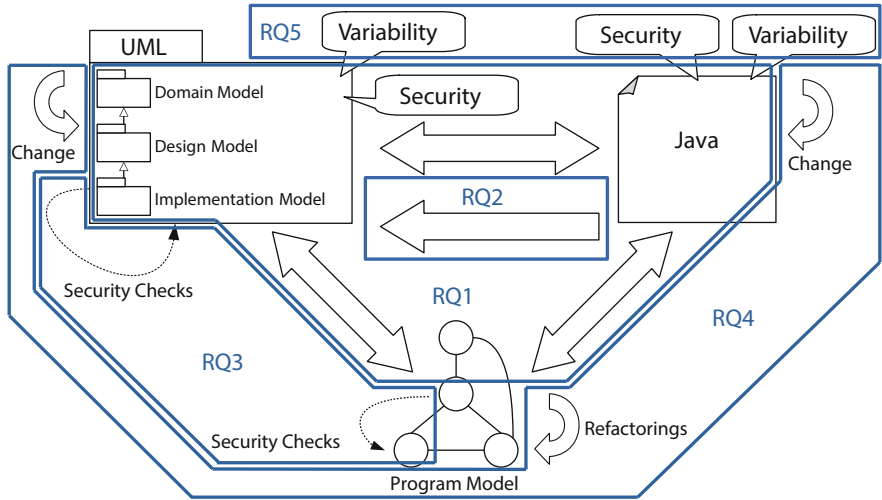 RQ5
Variability
Security
Variability
UML
Domain Model
Security
Design Model
Java
Change
Change
RQ2
Implementation Model
Security Checks
RQ1
RQ4
RQ3
Refactorings
Security Checks
Program Model